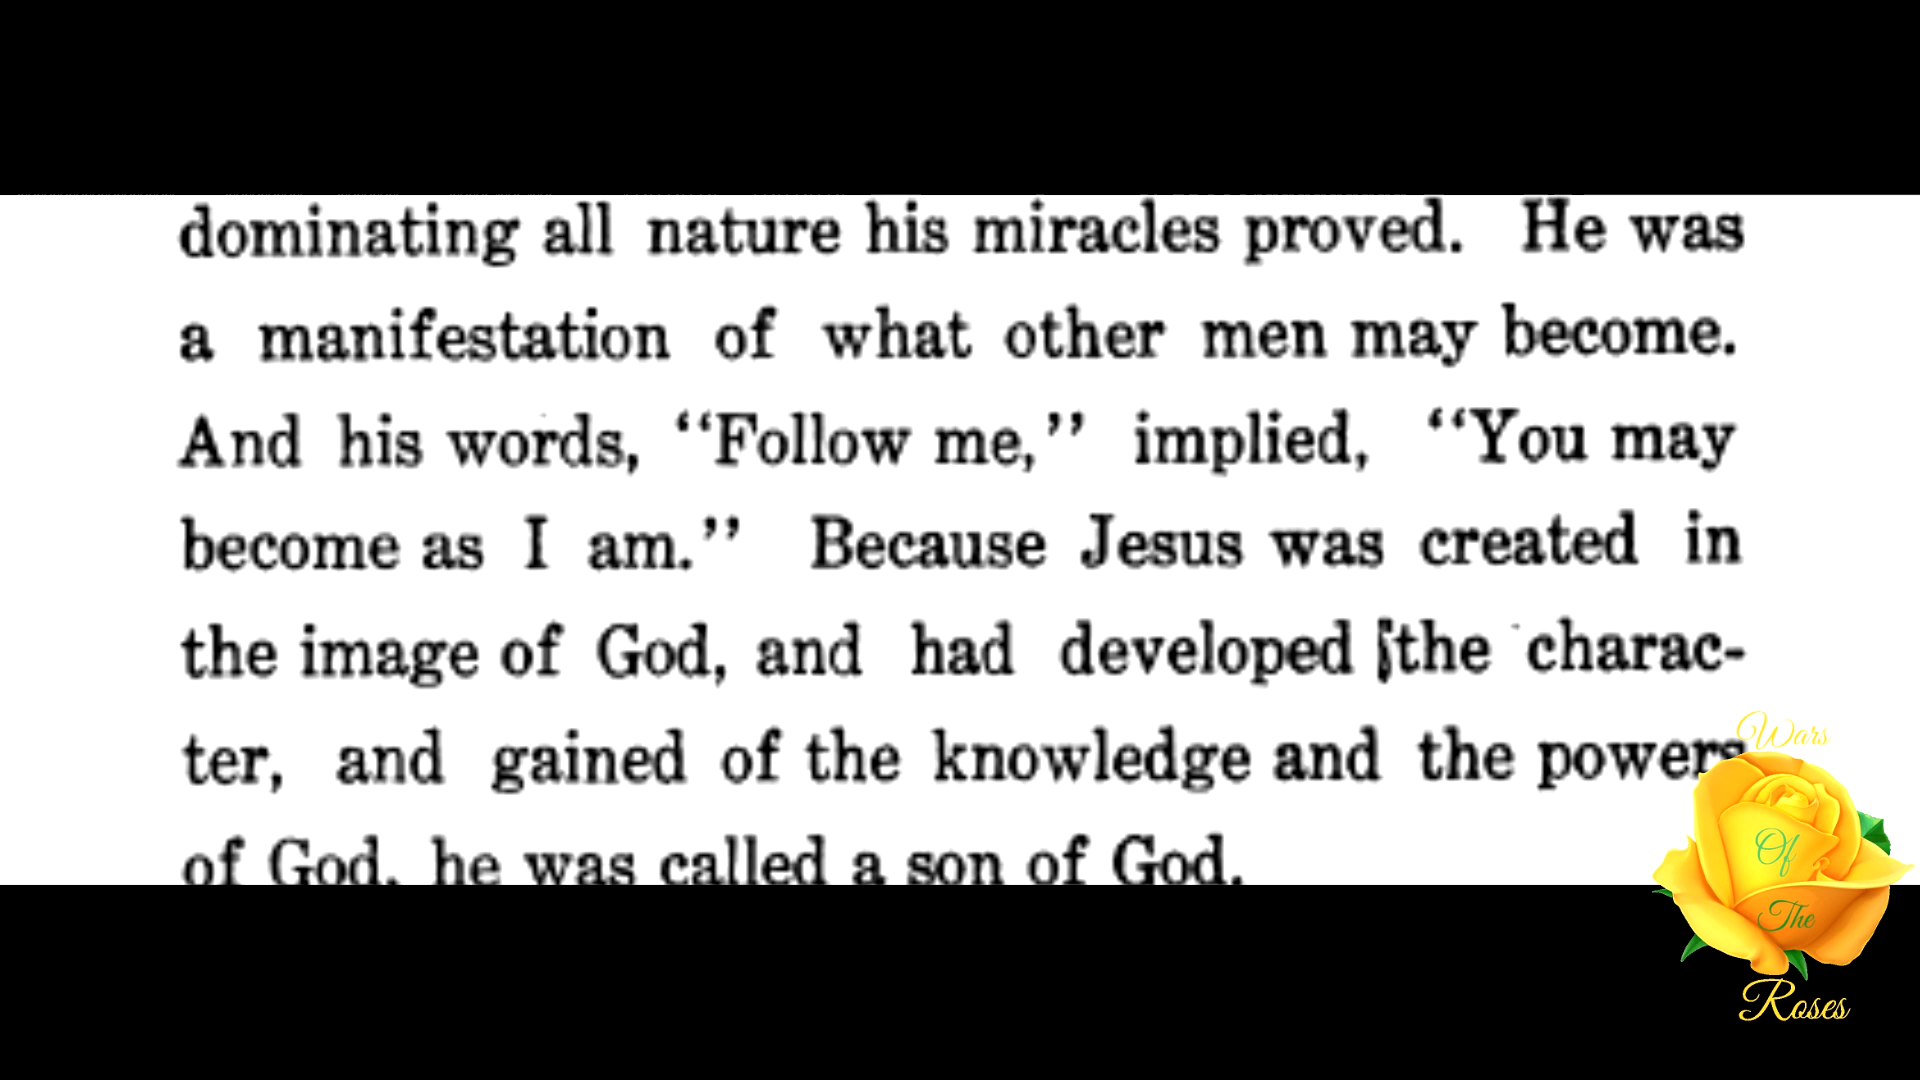 dominating all nature his miracles proved. He was
a manifestation of what other men may become.
And his words, ‘‘Follow me,’’ implied, ‘‘You may
become as I am.’’ Because Jesus was created in
the image of God, and had developed the charac-
ter, and gained of the knowledge and the powers
of God, he was called a son of God.
Wars
Of
The
Roses